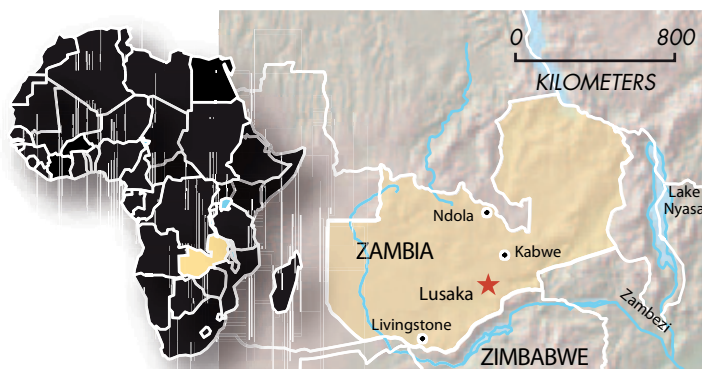 0 800
KILOMETERS
Lake
Nyasa
Ndola
ZAMBIA
Kabwe
Lusaka
Zambezi
Livingstone
ZIMBABWE